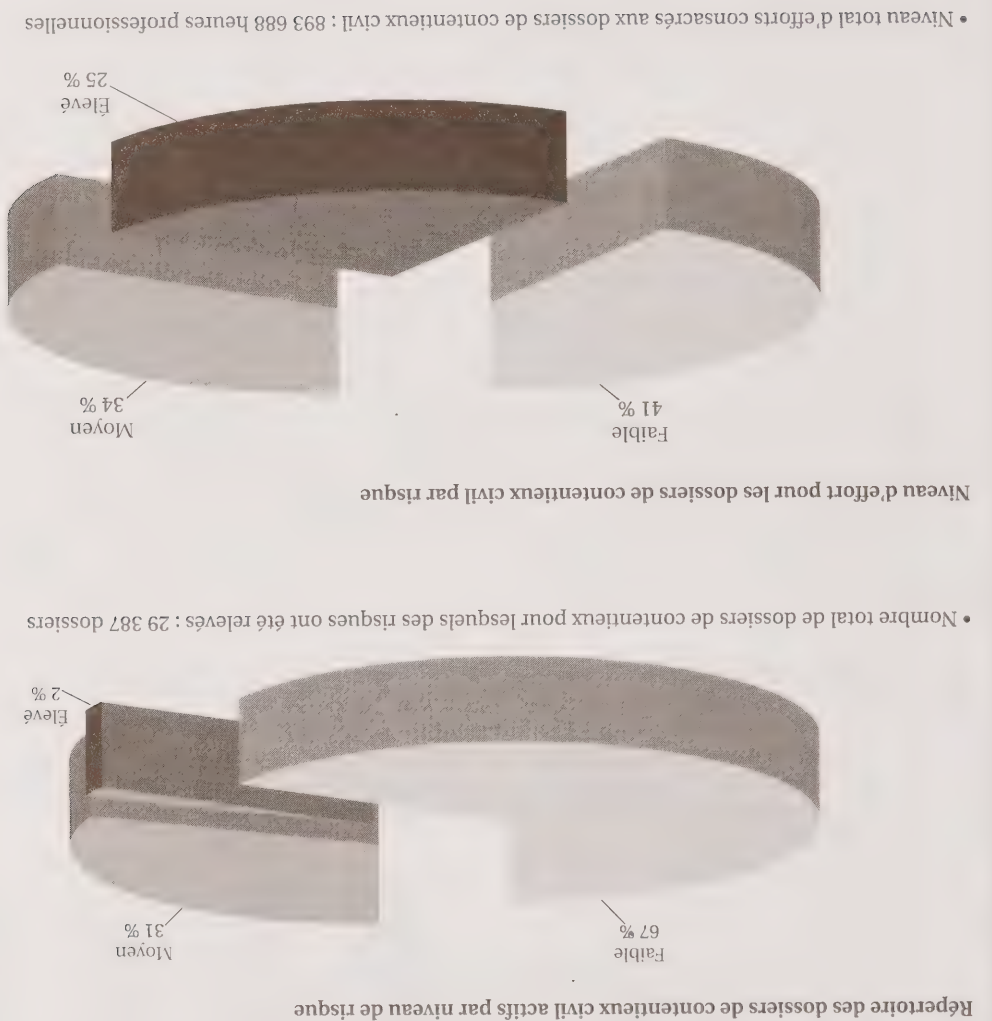 Répertoire des dossiers de contentieux civil actifs par niveau de risque
Faible
67 %
Moyen
31 %
Élevé
2 %
• Nombre total de dossiers de contentieux pour lesquels des risques ont été relevés : 29 387 dossiers
Niveau d'effort pour les dossiers de contentieux civil par risque
Faible
41 %
Moyen
34 %
Élevé
25 %
• Niveau total d'efforts consacrés aux dossiers de contentieux civil : 893 688 heures professionnelles